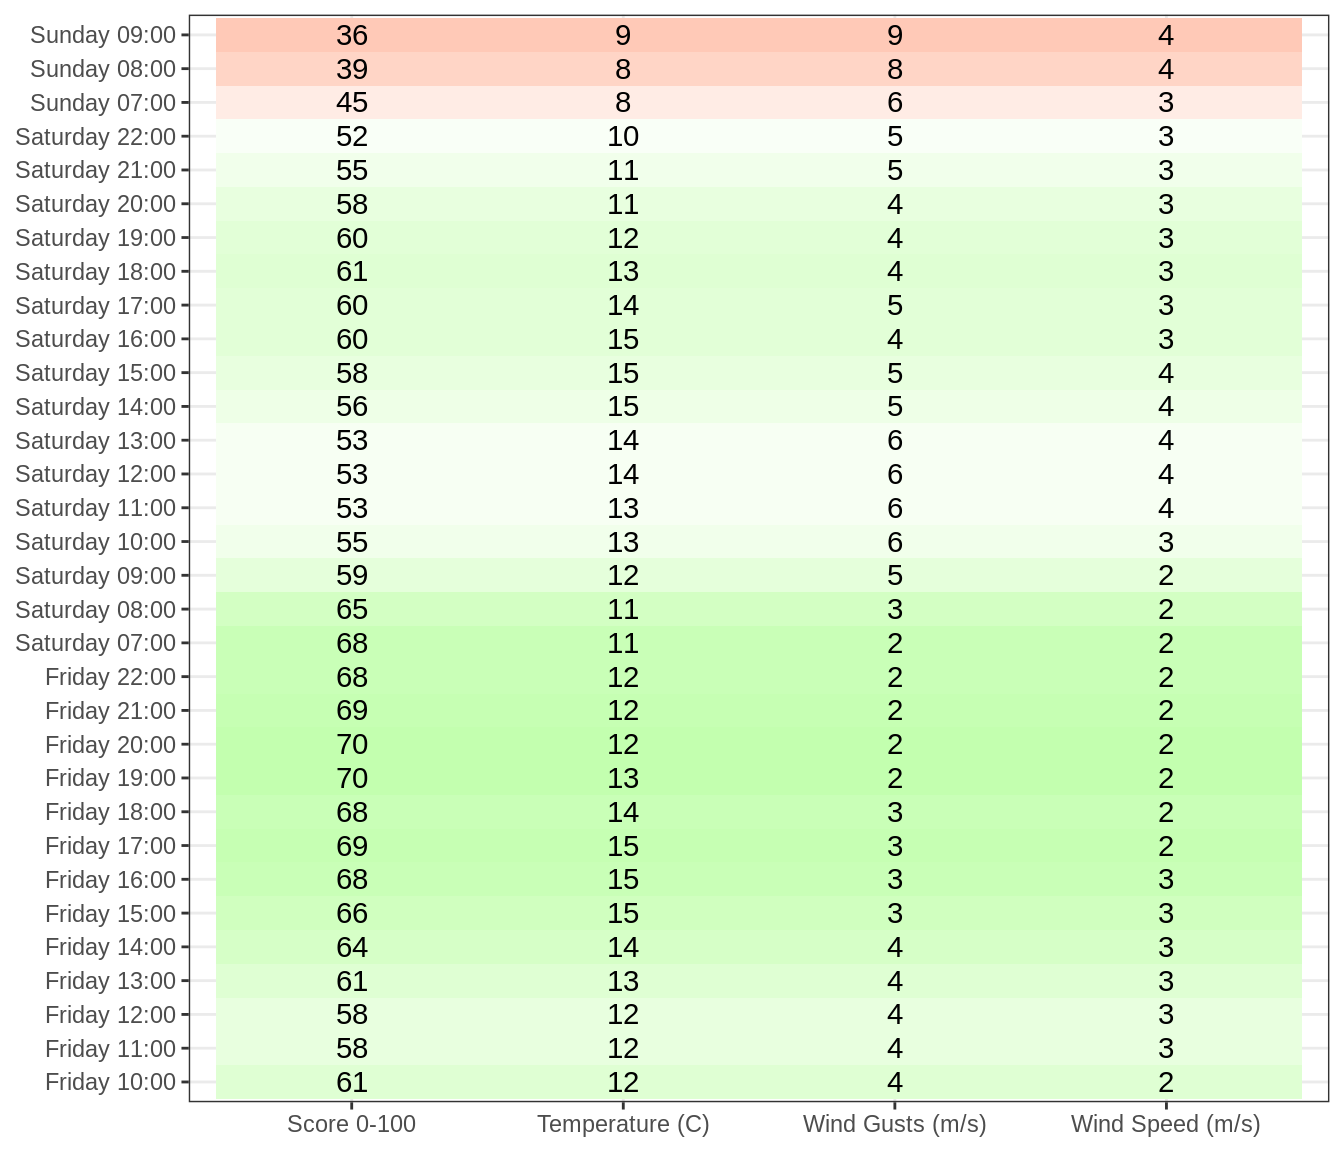 Sunday 09:00 36 9 9 4
Sunday 08:00 39 8 8 4
Sunday 07:00 45 8 6 3
Saturday 22:00 52 10 5 3
Saturday 21:00 55 11 5 3
Saturday 20:00 58 11 4 3
Saturday 19:00 60 12 4 3
Saturday 18:00 61 13 4 3
Saturday 17:00 60 14 5 3
Saturday 16:00 60 15 4 3
Saturday 15:00 58 15 5 4
Saturday 14:00 56 15 5 4
Saturday 13:00 53 14 6 4
Saturday 12:00 53 14 6 4
Saturday 11:00 53 13 6 4
Saturday 10:00 55 13 6 3
Saturday 09:00 59 12 5 2
Saturday 08:00 65 11 3 2
Saturday 07:00 68 11 2 2
Friday 22:00 68 12 2 2
Friday 21:00 69 12 2 2
Friday 20:00 70 12 2 2
Friday 19:00 70 13 2 2
Friday 18:00 68 14 3 2
Friday 17:00 69 15 3 2
Friday 16:00 68 15 3 3
Friday 15:00 66 15 3 3
Friday 14:00 64 14 4 3
Friday 13:00 61 13 4 3
Friday 12:00 58 12 4 3
Friday 11:00 58 12 4 3
Friday 10:00 61 12 4 2
Score 0-100 Temperature (C) Wind Gusts (m/s) Wind Speed (m/s)